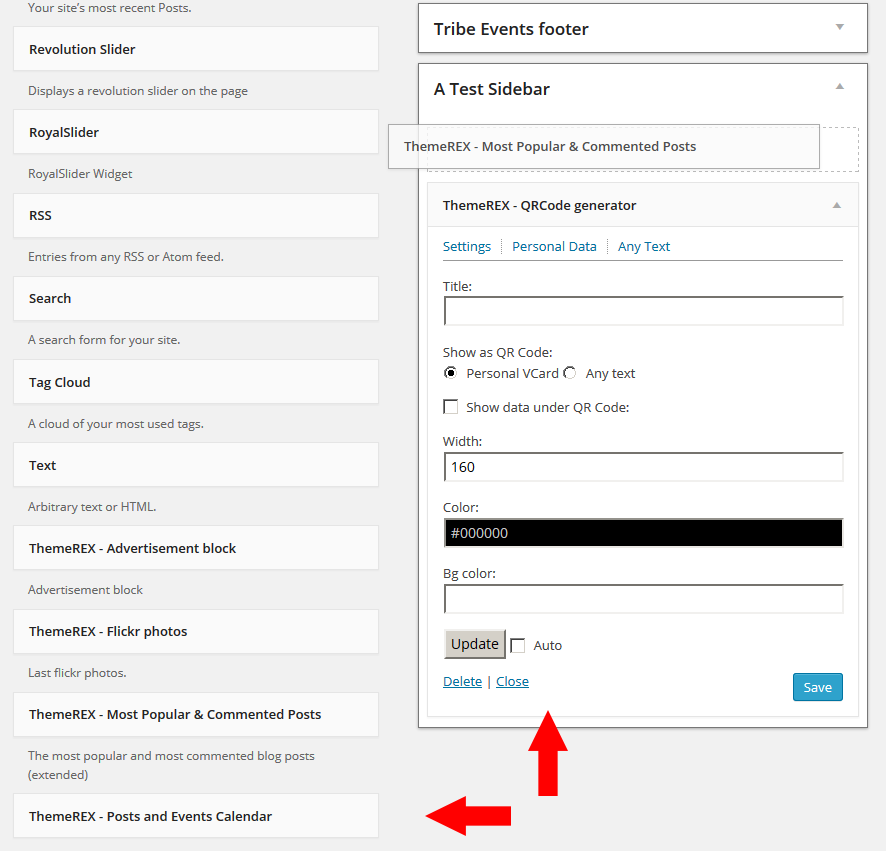 Your site's most recent Posts.
Revolution Slider
Displays a revolution slider on the page
RoyalSlider
RoyalSlider Widget
RSS
Entries from any RSS or Atom feed.
Search
A search form for your site.
Tag Cloud
A cloud of your most used tags.
Text
Arbitrary text or HTML.
ThemeREX - Advertisement block
Advertisement block
ThemeREX - Flickr photos
Last flickr photos.
ThemeREX - Most Popular & Commented Posts
The most popular and most commented blog posts
(extended)
ThemeREX - Posts and Events Calendar
Tribe Events footer
A Test Sidebar
ThemeREX - Most Popular & Commented Posts
ThemeREX - QRCode generator
Settings Personal Data Any Text
Title:
Show as QR Code:
Personal VCard Any text
Show data under QR Code:
Width:
160
Color:
#000000
Bg color:
Update Auto
Delete | Close Save